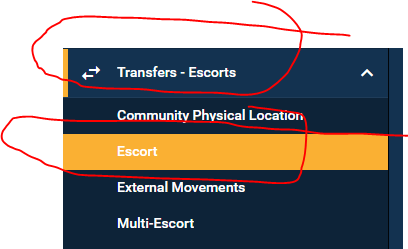 Transfers - Escorts
Community Physical Location
Escort
External Movements
Multi-Escort